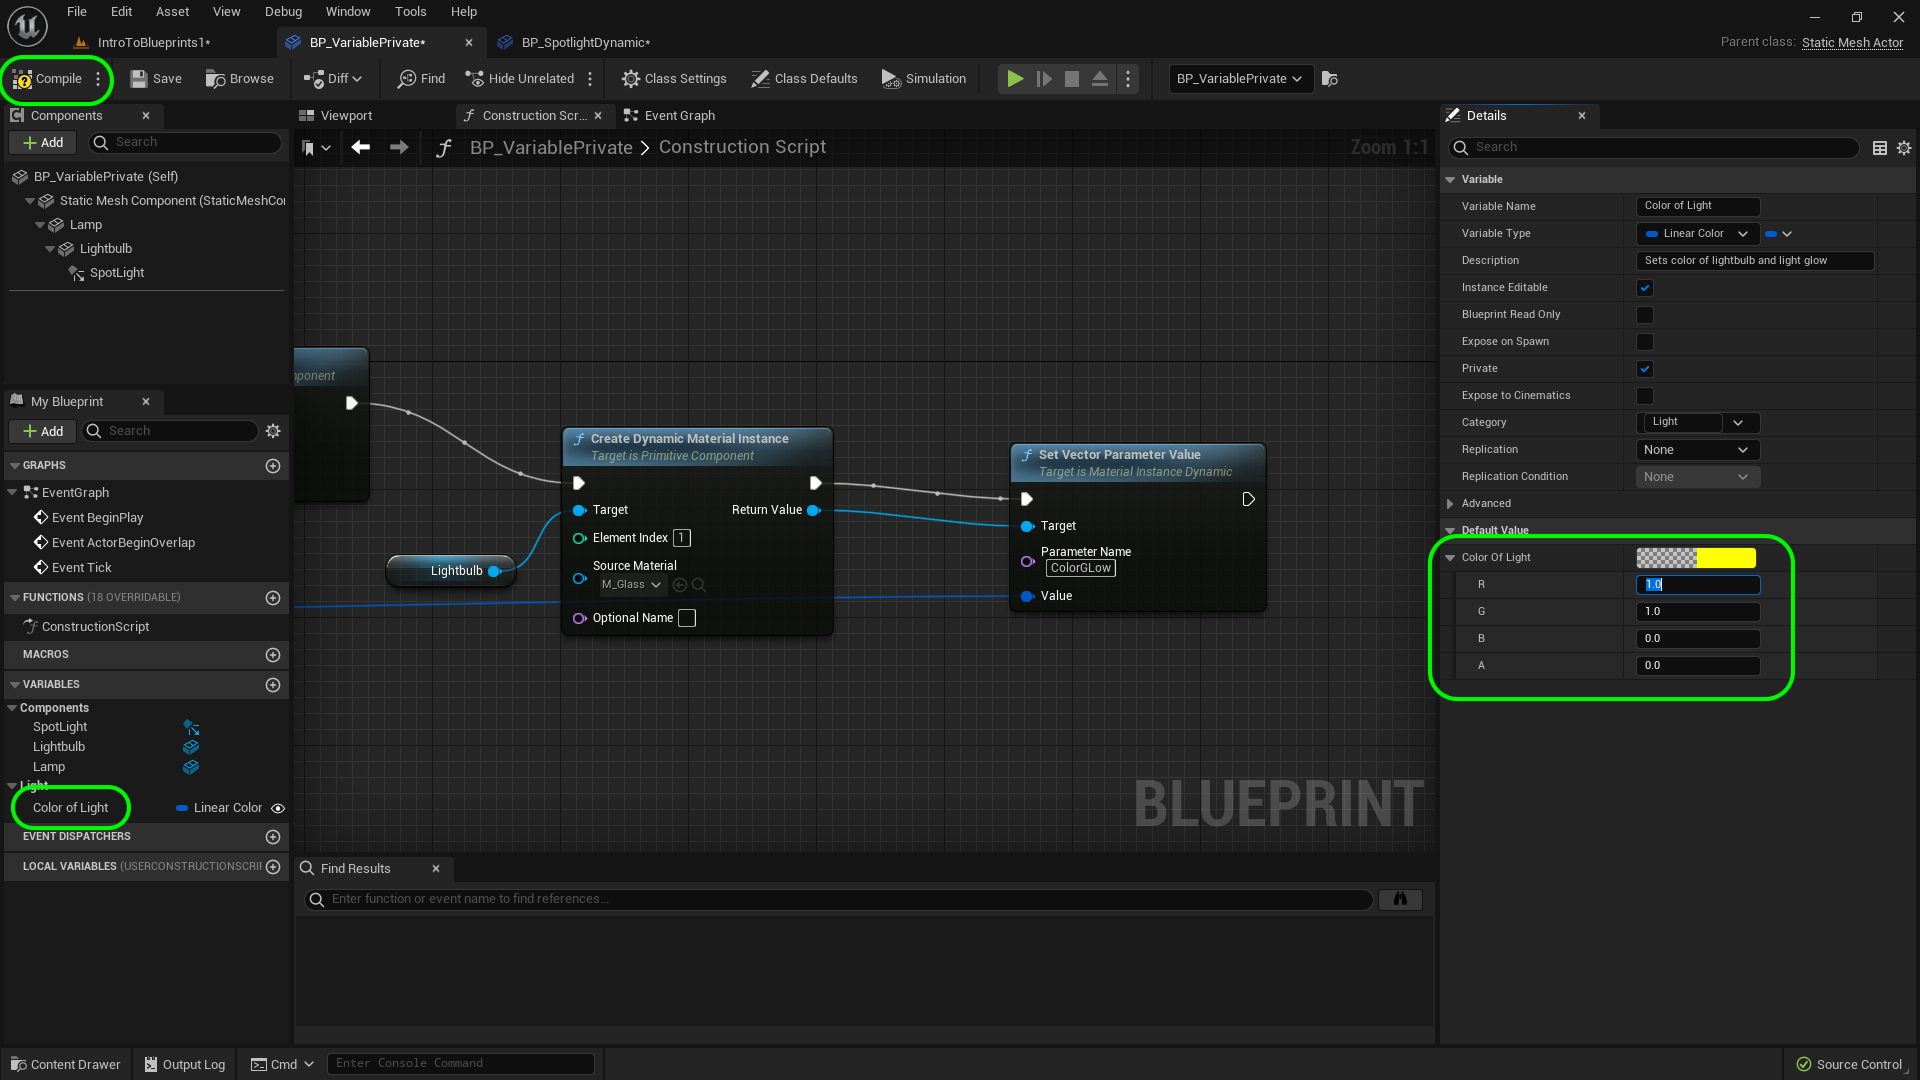 File Edit Asset View Debug Window Tools Help
IntroToBlueprints1* BP_VariablePrivate* BP_SpotlightDynamic*
Parent class: Static Mesh Actor
Compile Save Browse Diff Find Hide Unrelated Class Settings Class Defaults Simulation BP_VariablePrivate
Components
Add Search
BP_VariablePrivate (Self)
Static Mesh Component (StaticMeshCor
Lamp
Lightbulb
SpotLight
My Blueprint
Add Search
GRAPHS
EventGraph
Event BeginPlay
Event ActorBeginOverlap
Event Tick
FUNCTIONS (18 OVERRIDABLE)
ConstructionScript
MACROS
VARIABLES
Components
SpotLight
Lightbulb
Lamp
Light
Color of Light Linear Color
EVENT DISPATCHERS
LOCAL VARIABLES (USERCONSTRUCTIONSCRIP
Viewport Construction Scr... Event Graph
BP_VariablePrivate > Construction Script Zoom 1:1
mponent
Lightbulb
Create Dynamic Material Instance
Target is Primitive Component
Target Return Value
Element Index 1
Source Material
M_Glass
Optional Name
Set Vector Parameter Value
Target is Material Instance Dynamic
Target
Parameter Name
ColorGLow
Value
BLUEPRINT
Find Results
Enter function or event name to find references...
Details
Search
Variable
Variable Name Color of Light
Variable Type Linear Color
Description Sets color of lightbulb and light glow
Instance Editable
Blueprint Read Only
Expose on Spawn
Private
Expose to Cinematics
Category Light
Replication None
Replication Condition None
Advanced
Default Value
Color Of Light
R 1.0
G 1.0
B 0.0
A 0.0
Content Drawer Output Log Cmd Enter Console Command Source Control